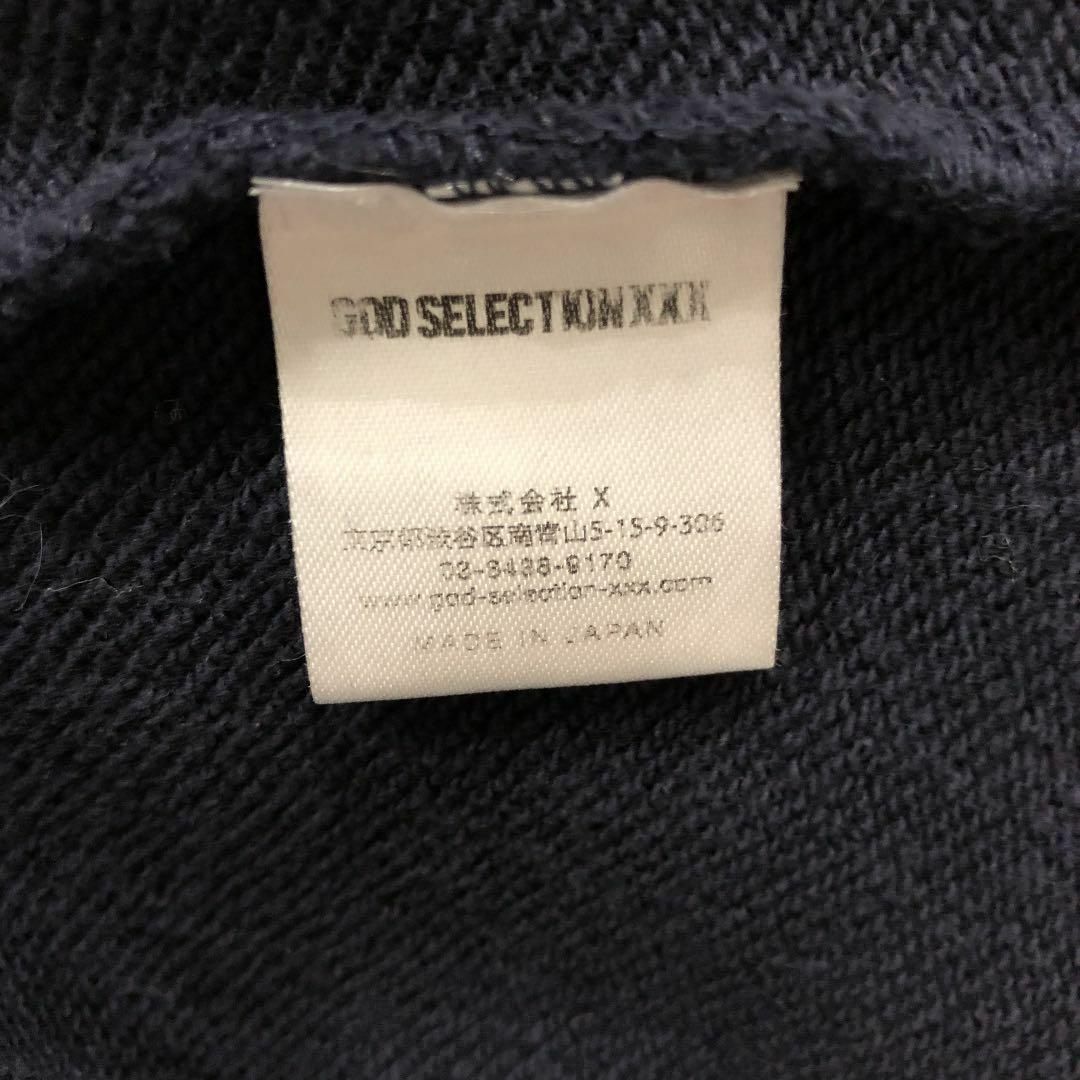 GOD SELECTION XXX
株式会社 X
東京都渋谷区南青山5-15-9-306
03-6438-9170
www.god-selection-xxx.com
MADE IN JAPAN